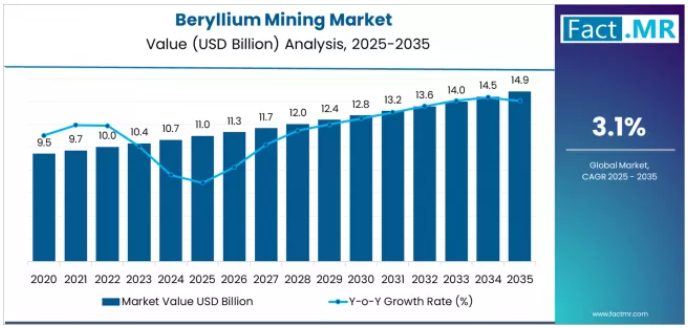 Beryllium Mining Market
Value (USD Billion) Analysis, 2025-2035
9.5 9.7 10.0 10.4 10.7 11.0 11.3 11.7 12.0 12.4 12.8 13.2 13.6 14.0 14.5 14.9
2020 2021 2022 2023 2024 2025 2026 2027 2028 2029 2030 2031 2032 2033 2034 2035
Market Value USD Billion Y-o-Y Growth Rate (%)
Fact.MR
3.1%
Global Market,
CAGR 2025 - 2035
www.factmr.com